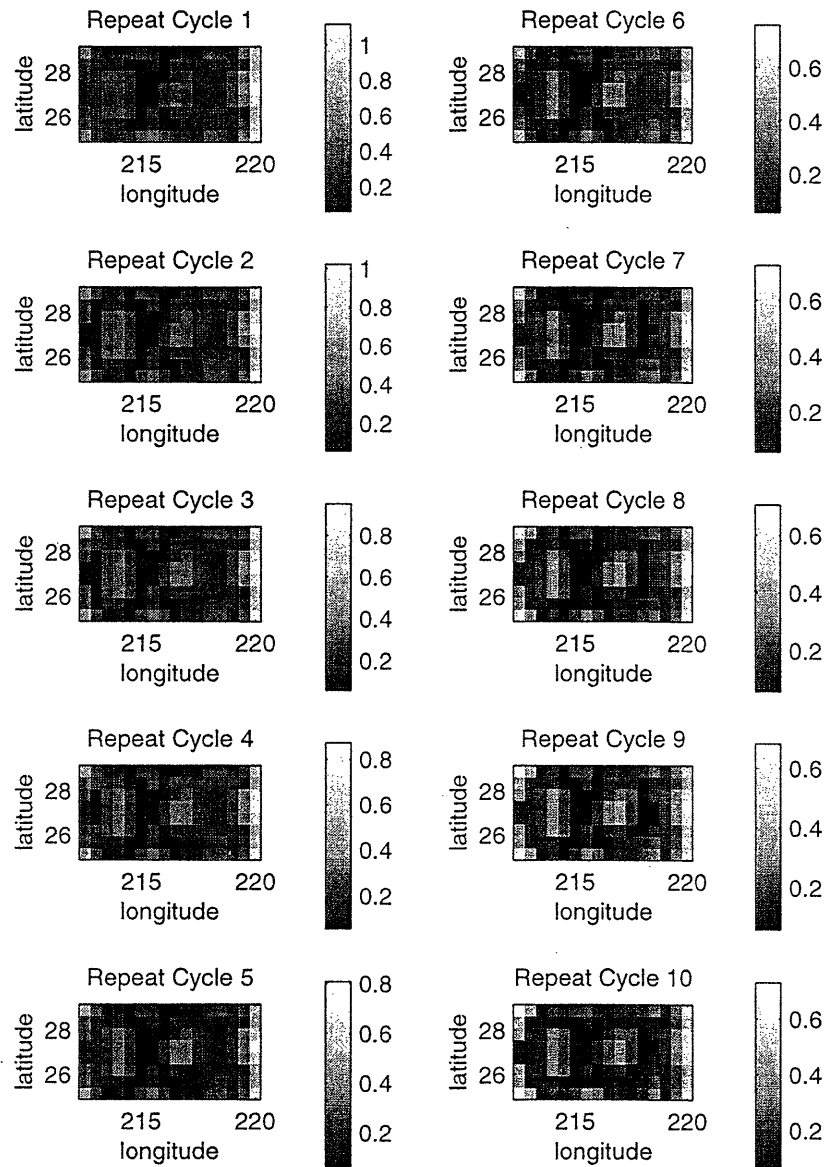 Repeat Cycle 1
latitude
28
26
215
220
longitude
1
0.8
0.6
0.4
0.2
Repeat Cycle 6
latitude
28
26
215
220
longitude
0.6
0.4
0.2
Repeat Cycle 2
latitude
28
26
215
220
longitude
1
0.8
0.6
0.4
0.2
Repeat Cycle 7
latitude
28
26
215
220
longitude
0.6
0.4
0.2
Repeat Cycle 3
latitude
28
26
215
220
longitude
0.8
0.6
0.4
0.2
Repeat Cycle 8
latitude
28
26
215
220
longitude
0.6
0.4
0.2
Repeat Cycle 4
latitude
28
26
215
220
longitude
0.8
0.6
0.4
0.2
Repeat Cycle 9
latitude
28
26
215
220
longitude
0.6
0.4
0.2
Repeat Cycle 5
latitude
28
26
215
220
longitude
0.8
0.6
0.4
0.2
Repeat Cycle 10
latitude
28
26
215
220
longitude
0.6
0.4
0.2